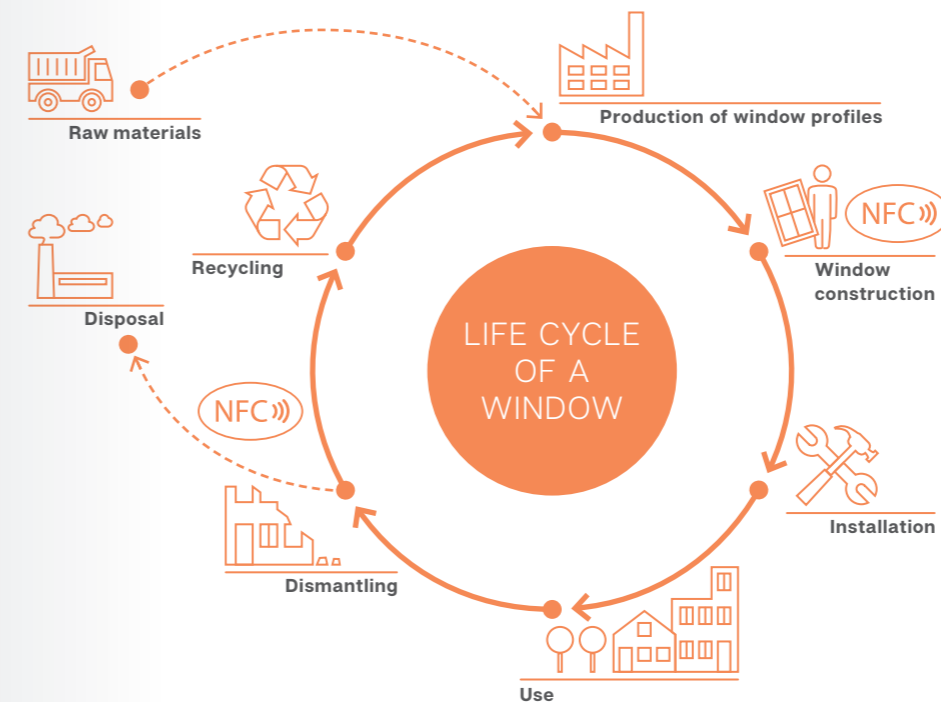 Raw materials
Production of window profiles
NFC
Window
construction
Recycling
Disposal
LIFE CYCLE
OF A
WINDOW
NFC
Installation
Dismantling
Use